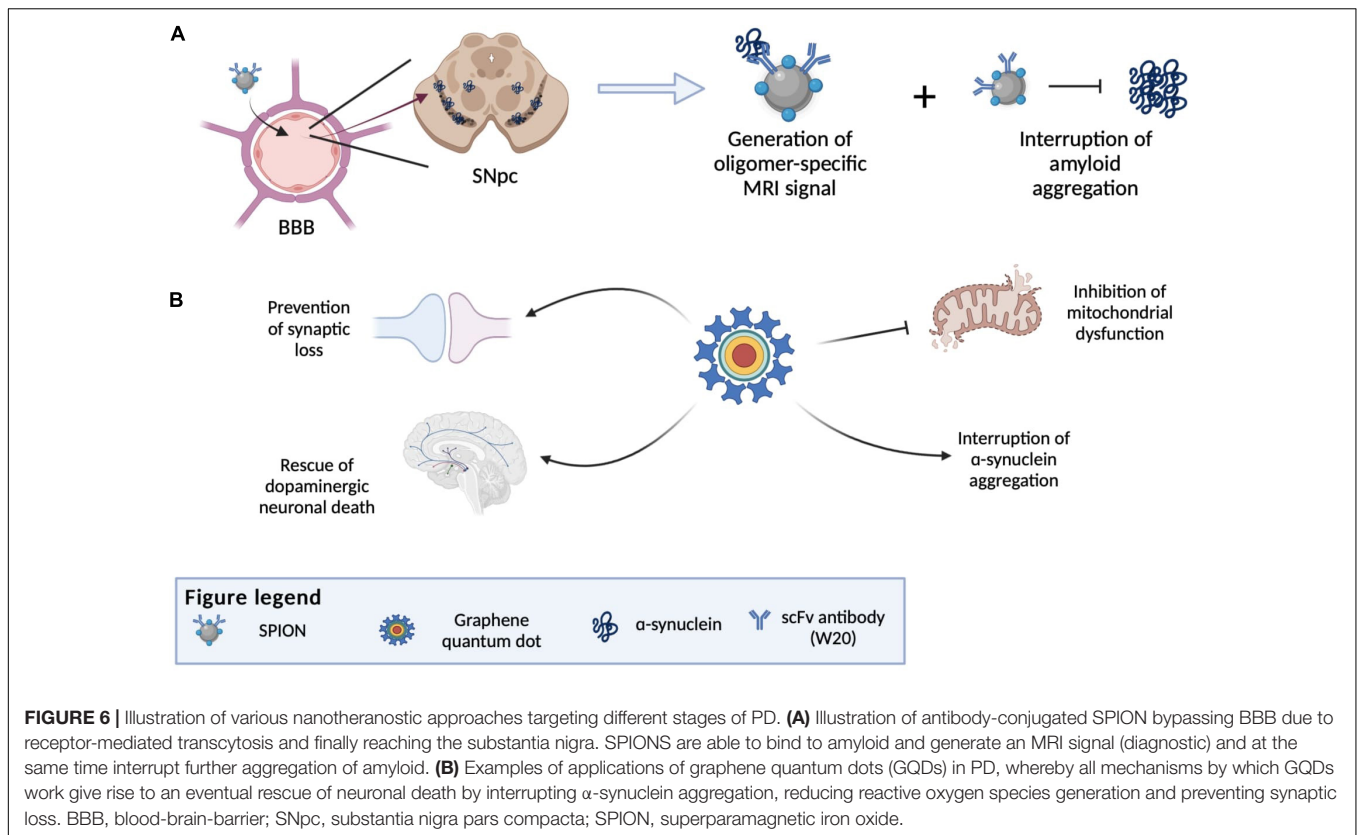 A
BBB
SNpc
Generation of
oligomer-specific
MRI signal
+
Interruption of
amyloid
aggregation
B
Prevention
of synaptic
loss
Inhibition of
mitochondrial
dysfunction
Rescue of
dopaminergic
neuronal death
Interruption of
α-synuclein
aggregation
Figure legend
SPION
Graphene
quantum dot
α-synuclein
scFv antibody
(W20)
FIGURE 6 | Illustration of various nanotheranostic approaches targeting different stages of PD. (A) Illustration of antibody-conjugated SPION bypassing BBB due to
receptor-mediated transcytosis and finally reaching the substantia nigra. SPIONS are able to bind to amyloid and generate an MRI signal (diagnostic) and at the
same time interrupt further aggregation of amyloid. (B) Examples of applications of graphene quantum dots (GQDs) in PD, whereby all mechanisms by which GQDs
work give rise to an eventual rescue of neuronal death by interrupting α-synuclein aggregation, reducing reactive oxygen species generation and preventing synaptic
loss. BBB, blood-brain-barrier; SNpc, substantia nigra pars compacta; SPION, superparamagnetic iron oxide.